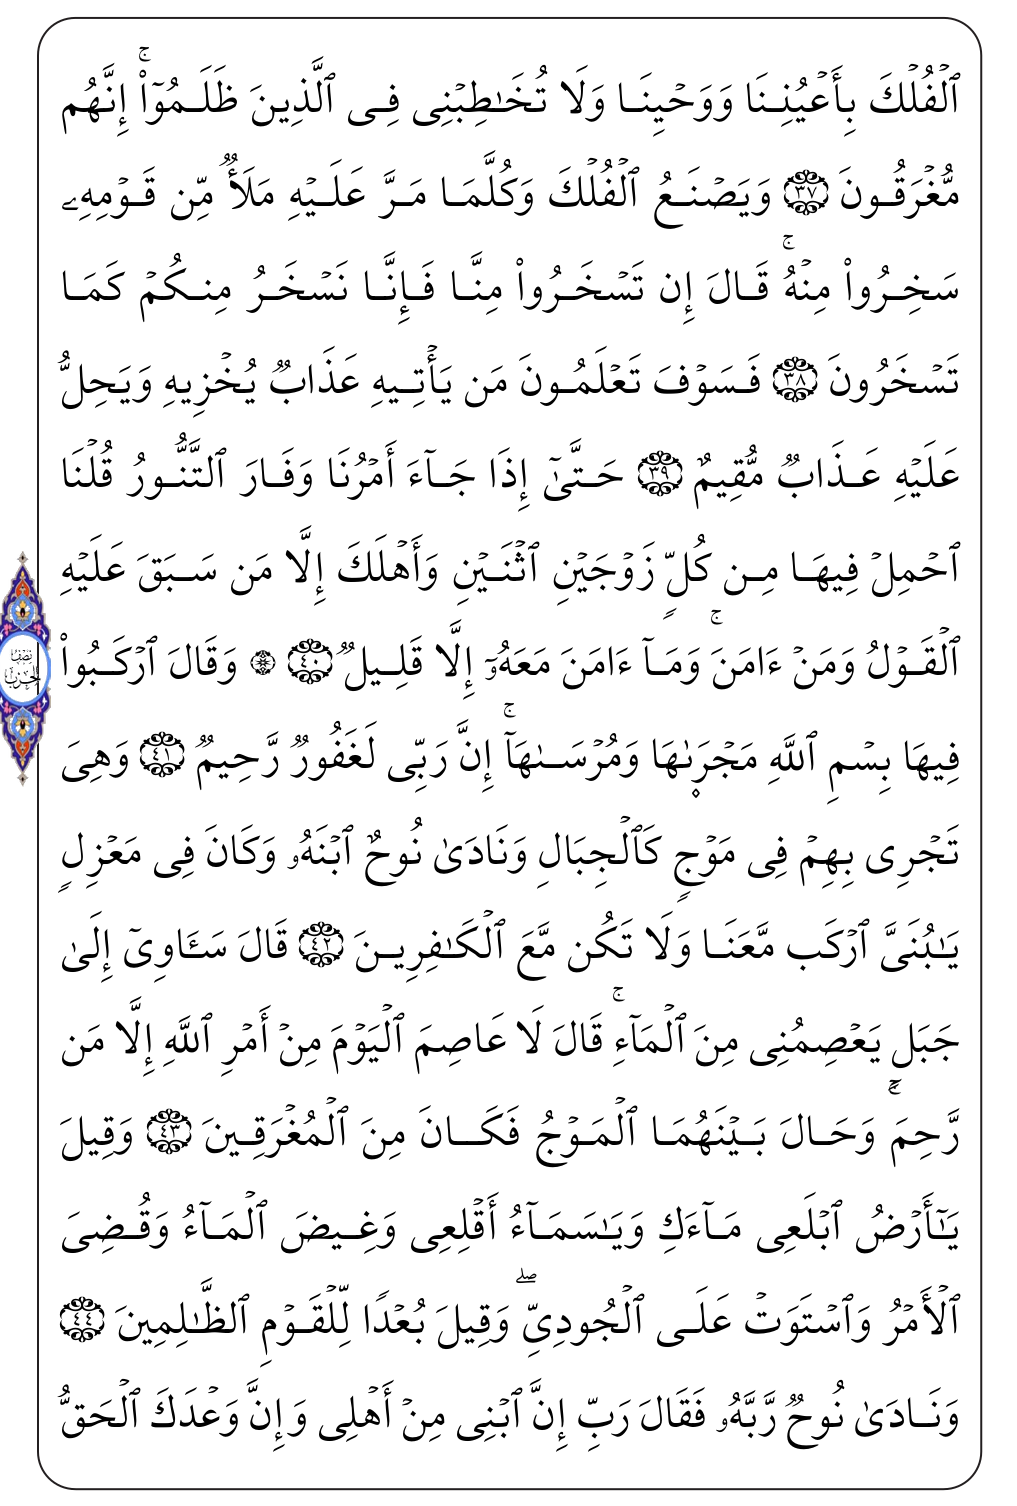 ٱلۡفُلۡكَ بِأَعۡيُنِنَا وَوَحۡيِنَا وَلَا تُخَٰطِبۡنِى فِى ٱلَّذِينَ ظَلَمُوٓاْۚ إِنَّهُم
مُّغۡرَقُونَ ٣٧ وَيَصۡنَعُ ٱلۡفُلۡكَ وَكُلَّمَا مَرَّ عَلَيۡهِ مَلَأٞ مِّن قَوۡمِهِۦ
سَخِرُواْ مِنۡهُۚ قَالَ إِن تَسۡخَرُواْ مِنَّا فَإِنَّا نَسۡخَرُ مِنكُمۡ كَمَا
تَسۡخَرُونَ ٣٨ فَسَوۡفَ تَعۡلَمُونَ مَن يَأۡتِيهِ عَذَابٞ يُخۡزِيهِ وَيَحِلُّ
عَلَيۡهِ عَذَابٞ مُّقِيمٌ ٣٩ حَتَّىٰٓ إِذَا جَآءَ أَمۡرُنَا وَفَارَ ٱلتَّنُّورُ قُلۡنَا
ٱحۡمِلۡ فِيهَا مِن كُلّٖ زَوۡجَيۡنِ ٱثۡنَيۡنِ وَأَهۡلَكَ إِلَّا مَن سَبَقَ عَلَيۡهِ
ٱلۡقَوۡلُ وَمَنۡ ءَامَنَۚ وَمَآ ءَامَنَ مَعَهُۥٓ إِلَّا قَلِيلٞ ٤٠ ۞ وَقَالَ ٱرۡكَبُواْ
فِيهَا بِسۡمِ ٱللَّهِ مَجۡرٜىٰهَا وَمُرۡسَىٰهَآۚ إِنَّ رَبِّى لَغَفُورٞ رَّحِيمٞ ٤١ وَهِىَ
تَجۡرِى بِهِمۡ فِى مَوۡجٖ كَٱلۡجِبَالِ وَنَادَىٰ نُوحٌ ٱبۡنَهُۥ وَكَانَ فِى مَعۡزِلٖ
يَٰبُنَىَّ ٱرۡكَب مَّعَنَا وَلَا تَكُن مَّعَ ٱلۡكَٰفِرِينَ ٤٢ قَالَ سَـَٔاوِىٓ إِلَىٰ
جَبَلٖ يَعۡصِمُنِى مِنَ ٱلۡمَآءِۚ قَالَ لَا عَاصِمَ ٱلۡيَوۡمَ مِنۡ أَمۡرِ ٱللَّهِ إِلَّا مَن
رَّحِمَۚ وَحَالَ بَيۡنَهُمَا ٱلۡمَوۡجُ فَكَانَ مِنَ ٱلۡمُغۡرَقِينَ ٤٣ وَقِيلَ
يَٰٓأَرۡضُ ٱبۡلَعِى مَآءَكِ وَيَٰسَمَآءُ أَقۡلِعِى وَغِيضَ ٱلۡمَآءُ وَقُضِىَ
ٱلۡأَمۡرُ وَٱسۡتَوَتۡ عَلَى ٱلۡجُودِىِّۖ وَقِيلَ بُعۡدٗا لِّلۡقَوۡمِ ٱلظَّٰلِمِينَ ٤٤
وَنَادَىٰ نُوحٞ رَّبَّهُۥ فَقَالَ رَبِّ إِنَّ ٱبۡنِى مِنۡ أَهۡلِى وَإِنَّ وَعۡدَكَ ٱلۡحَقُّ
نصف
الحزب